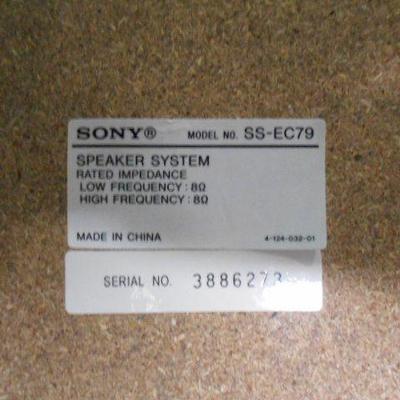 SONY® MODEL NO. SS-EC79
SPEAKER SYSTEM
RATED IMPEDANCE
LOW FREQUENCY : 8Ω
HIGH FREQUENCY : 8Ω
MADE IN CHINA 4-124-032-01
SERIAL NO. 3886273